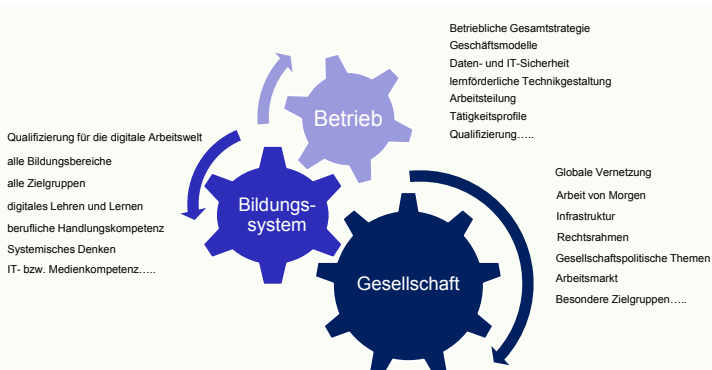 Betriebliche Gesamtstrategie
Geschäftsmodelle
Daten- und IT-Sicherheit
lernförderliche Technikgestaltung
Arbeitsteilung
Tätigkeitsprofile
Qualifizierung…..
Betrieb
Qualifizierung für die digitale Arbeitswelt
alle Bildungsbereiche
alle Zielgruppen
digitales Lehren und Lernen
berufliche Handlungskompetenz
Systemisches Denken
IT- bzw. Medienkompetenz…..
Bildungs-
system
Globale Vernetzung
Arbeit von Morgen
Infrastruktur
Rechtsrahmen
Gesellschaftspolitische Themen
Arbeitsmarkt
Besondere Zielgruppen…..
Gesellschaft